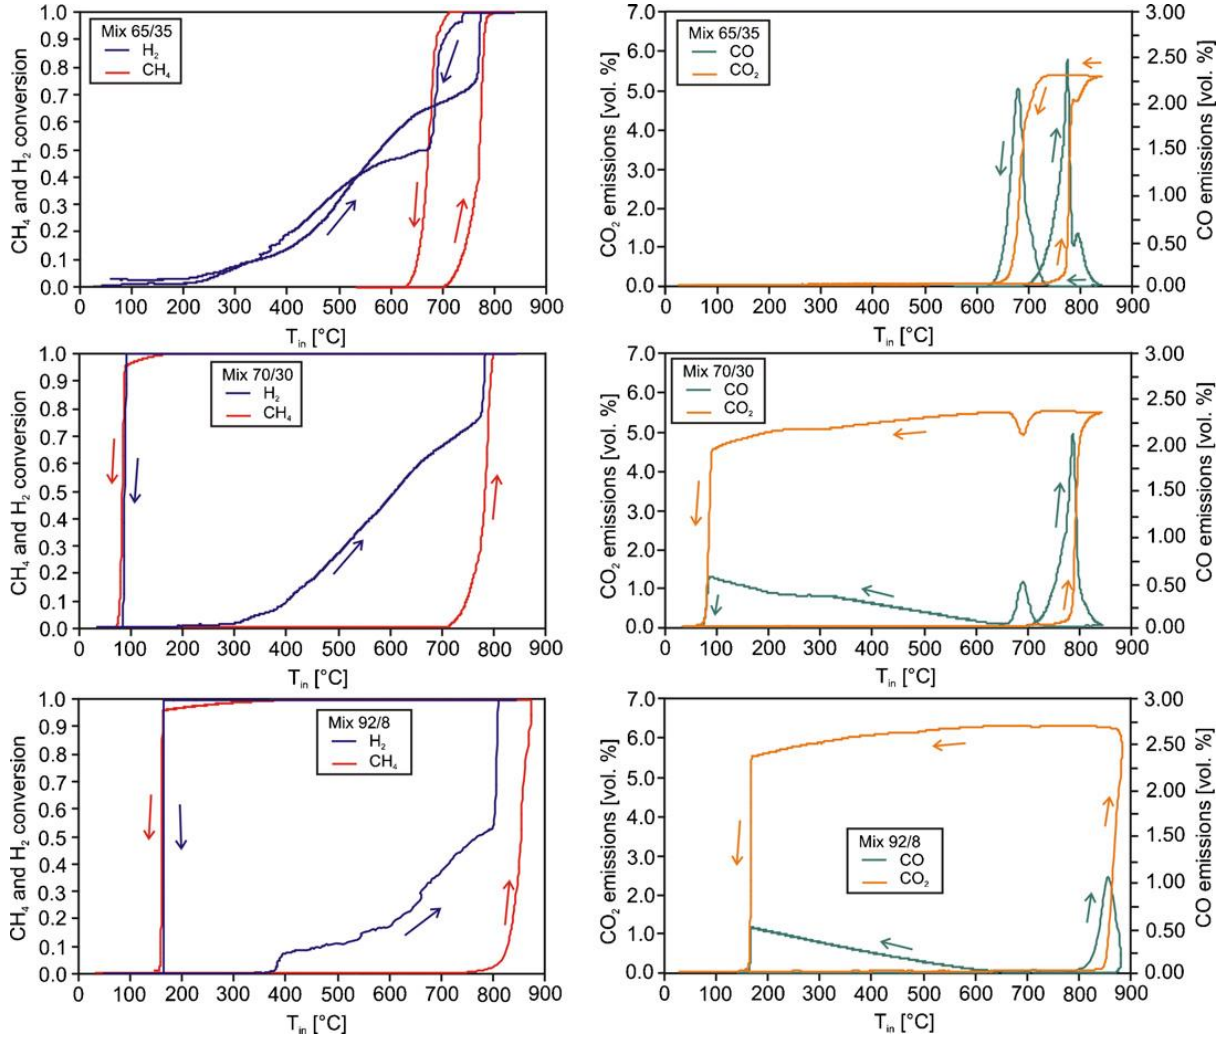 Mix 65/35
H₂
CH₄
CH₄ and H₂ conversion
1.0
0.9
0.8
0.7
0.6
0.5
0.4
0.3
0.2
0.1
0.0
0 100 200 300 400 500 600 700 800 900
T_in [°C]
Mix 65/35
CO
CO₂
CO₂ emissions [vol. %]
7.0
6.0
5.0
4.0
3.0
2.0
1.0
0.0
CO emissions [vol. %]
3.00
2.50
2.00
1.50
1.00
0.50
0.00
0 100 200 300 400 500 600 700 800 900
T_in [°C]
Mix 70/30
H₂
CH₄
CH₄ and H₂ conversion
1.0
0.9
0.8
0.7
0.6
0.5
0.4
0.3
0.2
0.1
0.0
0 100 200 300 400 500 600 700 800 900
T_in [°C]
Mix 70/30
CO
CO₂
CO₂ emissions [vol. %]
7.0
6.0
5.0
4.0
3.0
2.0
1.0
0.0
CO emissions [vol. %]
3.00
2.50
2.00
1.50
1.00
0.50
0.00
0 100 200 300 400 500 600 700 800 900
T_in [°C]
Mix 92/8
H₂
CH₄
CH₄ and H₂ conversion
1.0
0.9
0.8
0.7
0.6
0.5
0.4
0.3
0.2
0.1
0.0
0 100 200 300 400 500 600 700 800 900
T_in [°C]
Mix 92/8
CO
CO₂
CO₂ emissions [vol. %]
7.0
6.0
5.0
4.0
3.0
2.0
1.0
0.0
CO emissions [vol. %]
3.00
2.50
2.00
1.50
1.00
0.50
0.00
0 100 200 300 400 500 600 700 800 900
T_in [°C]